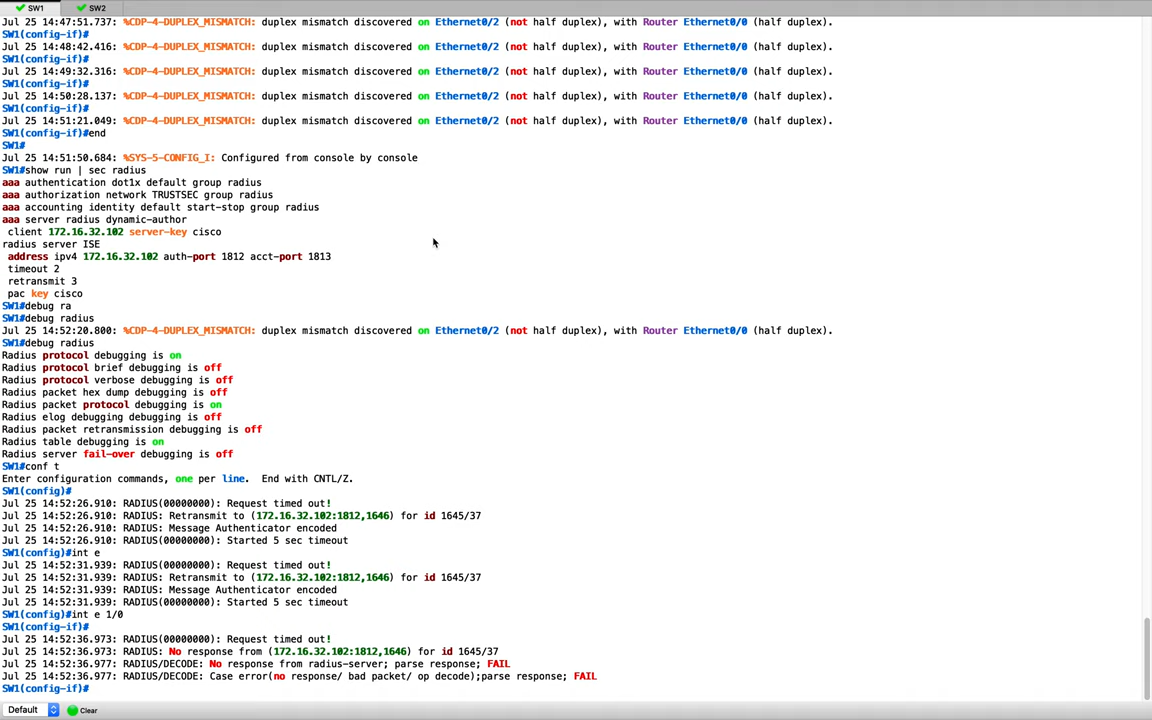 SW1
SW2
Jul 25 14:47:51.737: %CDP-4-DUPLEX_MISMATCH: duplex mismatch discovered on Ethernet0/2 (not half duplex), with Router Ethernet0/0 (half duplex).
SW1(config-if)#
Jul 25 14:48:42.416: %CDP-4-DUPLEX_MISMATCH: duplex mismatch discovered on Ethernet0/2 (not half duplex), with Router Ethernet0/0 (half duplex).
SW1(config-if)#
Jul 25 14:49:32.316: %CDP-4-DUPLEX_MISMATCH: duplex mismatch discovered on Ethernet0/2 (not half duplex), with Router Ethernet0/0 (half duplex).
SW1(config-if)#
Jul 25 14:50:28.137: %CDP-4-DUPLEX_MISMATCH: duplex mismatch discovered on Ethernet0/2 (not half duplex), with Router Ethernet0/0 (half duplex).
SW1(config-if)#
Jul 25 14:51:21.049: %CDP-4-DUPLEX_MISMATCH: duplex mismatch discovered on Ethernet0/2 (not half duplex), with Router Ethernet0/0 (half duplex).
SW1(config-if)#end
SW1#
Jul 25 14:51:50.684: %SYS-5-CONFIG_I: Configured from console by console
SW1#show run | sec radius
aaa authentication dot1x default group radius
aaa authorization network TRUSTSEC group radius
aaa accounting identity default start-stop group radius
aaa server radius dynamic-author
client 172.16.32.102 server-key cisco
radius server ISE
address ipv4 172.16.32.102 auth-port 1812 acct-port 1813
timeout 2
retransmit 3
pac key cisco
SW1#debug ra
SW1#debug radius
Jul 25 14:52:20.800: %CDP-4-DUPLEX_MISMATCH: duplex mismatch discovered on Ethernet0/2 (not half duplex), with Router Ethernet0/0 (half duplex).
SW1#debug radius
Radius protocol debugging is on
Radius protocol brief debugging is off
Radius protocol verbose debugging is off
Radius packet hex dump debugging is off
Radius packet protocol debugging is on
Radius elog debugging debugging is off
Radius packet retransmission debugging is off
Radius table debugging is on
Radius server fail-over debugging is off
SW1#conf t
Enter configuration commands, one per line.  End with CNTL/Z.
SW1(config)#
Jul 25 14:52:26.910: RADIUS(00000000): Request timed out!
Jul 25 14:52:26.910: RADIUS: Retransmit to (172.16.32.102:1812,1646) for id 1645/37
Jul 25 14:52:26.910: RADIUS: Message Authenticator encoded
Jul 25 14:52:26.910: RADIUS(00000000): Started 5 sec timeout
SW1(config)#int e
Jul 25 14:52:31.939: RADIUS(00000000): Request timed out!
Jul 25 14:52:31.939: RADIUS: Retransmit to (172.16.32.102:1812,1646) for id 1645/37
Jul 25 14:52:31.939: RADIUS: Message Authenticator encoded
Jul 25 14:52:31.939: RADIUS(00000000): Started 5 sec timeout
SW1(config)#int e 1/0
SW1(config-if)#
Jul 25 14:52:36.973: RADIUS(00000000): Request timed out!
Jul 25 14:52:36.973: RADIUS: No response from (172.16.32.102:1812,1646) for id 1645/37
Jul 25 14:52:36.977: RADIUS/DECODE: No response from radius-server; parse response; FAIL
Jul 25 14:52:36.977: RADIUS/DECODE: Case error(no response/ bad packet/ op decode);parse response; FAIL
SW1(config-if)#
Default
Clear